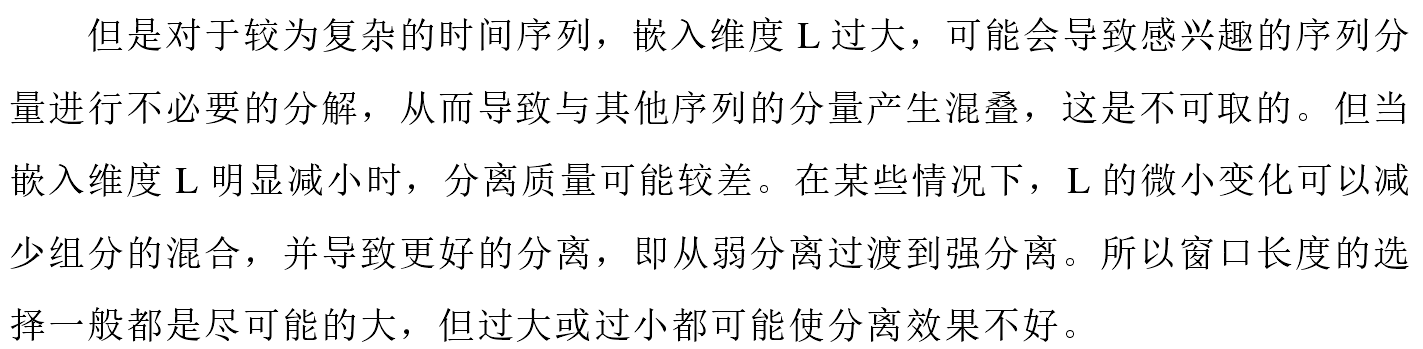 但是对于较为复杂的时间序列，嵌入维度 L 过大，可能会导致感兴趣的序列分
量进行不必要的分解，从而导致与其他序列的分量产生混叠，这是不可取的。但当
嵌入维度 L 明显减小时，分离质量可能较差。在某些情况下，L 的微小变化可以减
少组分的混合，并导致更好的分离，即从弱分离过渡到强分离。所以窗口长度的选
择一般都是尽可能的大，但过大或过小都可能使分离效果不好。